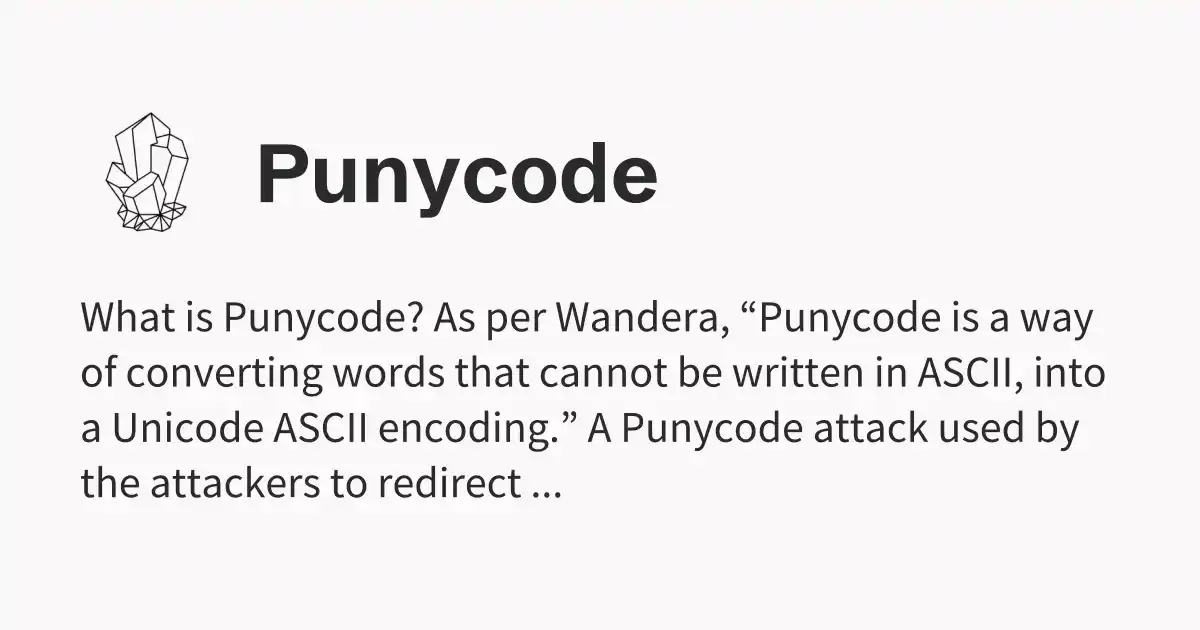 Punycode
What is Punycode? As per Wandera, “Punycode is a way
of converting words that cannot be written in ASCII, into
a Unicode ASCII encoding.” A Punycode attack used by
the attackers to redirect ...